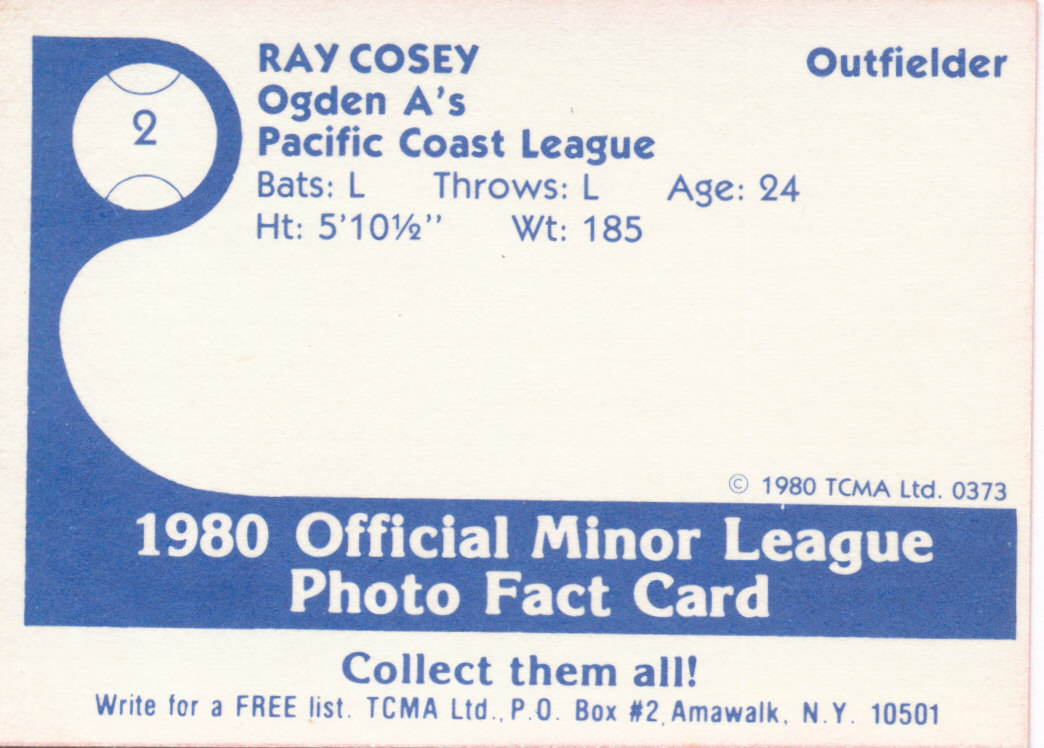 2
RAY COSEY
Outfielder
Ogden A's
Pacific Coast League
Bats: L Throws: L Age: 24
Ht: 5'10½'' Wt: 185
© 1980 TCMA Ltd. 0373
1980 Official Minor League
Photo Fact Card
Collect them all!
Write for a FREE list. TCMA Ltd., P.O. Box #2, Amawalk, N.Y. 10501